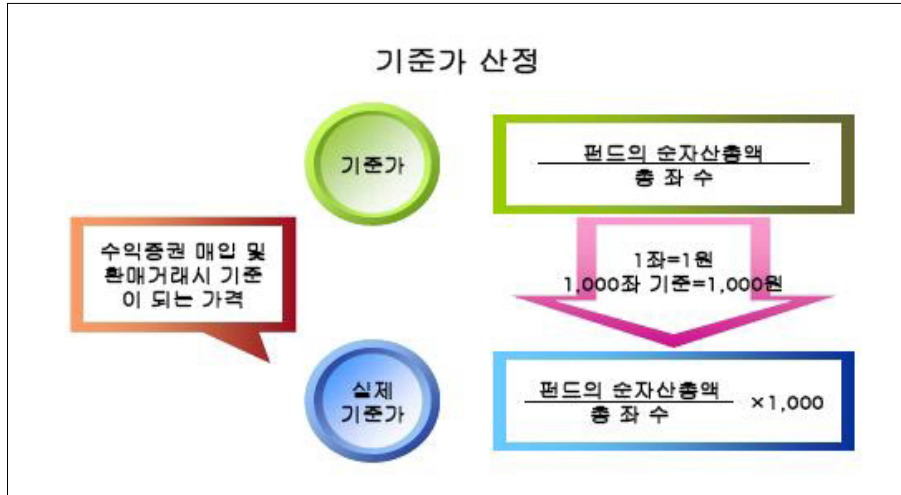 기준가 산정
기준가
펀드의 순자산총액
총 좌 수
수익증권 매입 및
환매거래시 기준
이 되는 가격
1좌=1원
1,000좌 기준=1,000원
실제
기준가
펀드의 순자산총액
총 좌 수
×1,000